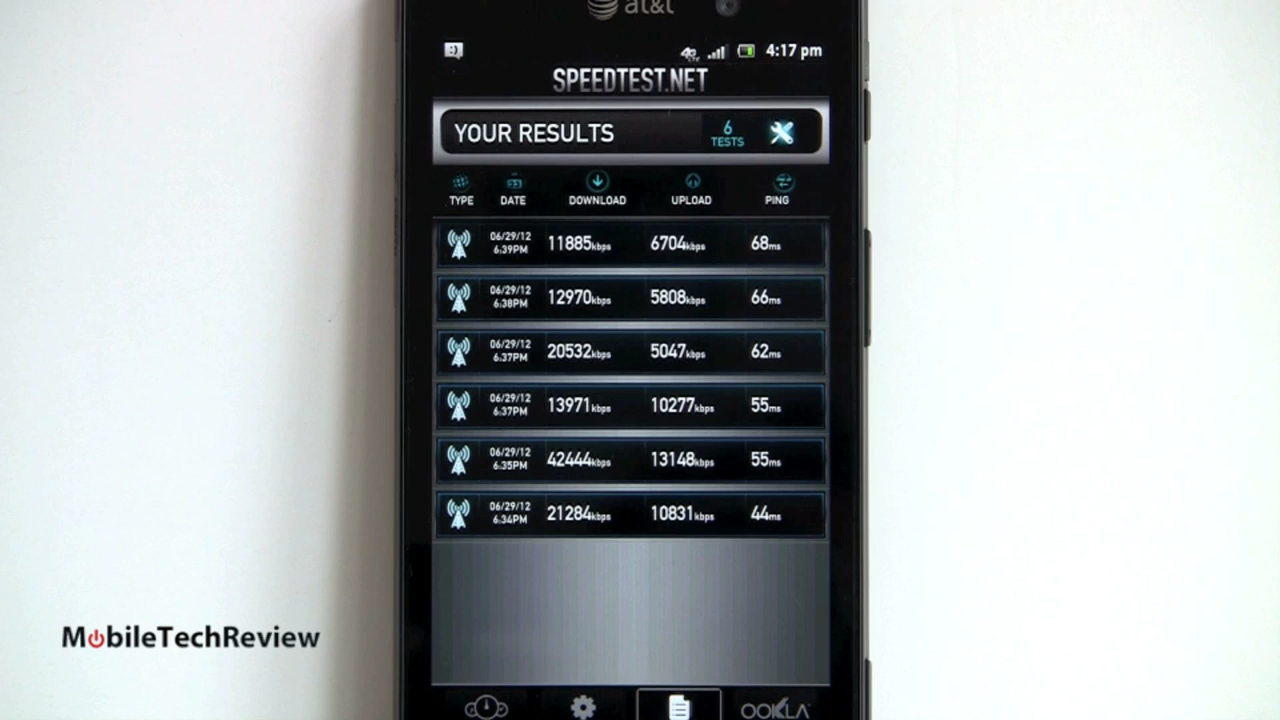 at&t
4G LTE 4:17 pm
SPEEDTEST.NET
YOUR RESULTS 6 TESTS
TYPE DATE DOWNLOAD UPLOAD PING
06/29/12 6:39PM 11885kbps 6704kbps 68ms
06/29/12 6:38PM 12970kbps 5808kbps 66ms
06/29/12 6:37PM 20532kbps 5047kbps 62ms
06/29/12 6:37PM 13971kbps 10277kbps 55ms
06/29/12 6:35PM 42444kbps 13148kbps 55ms
06/29/12 6:34PM 21284kbps 10831kbps 44ms
MobileTechReview
OOKLA